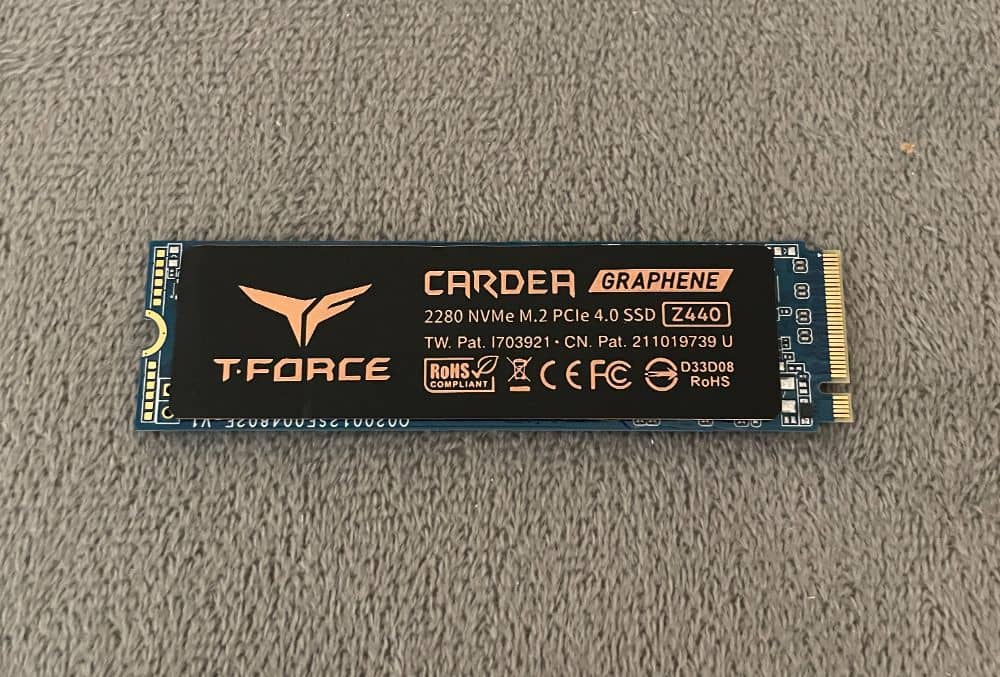 T·FORCE
CARDEA GRAPHENE
2280 NVMe M.2 PCIe 4.0 SSD Z440
TW. Pat. I703921 · CN. Pat. 211019739 U
RoHS COMPLIANT CE FC D33D08 RoHS